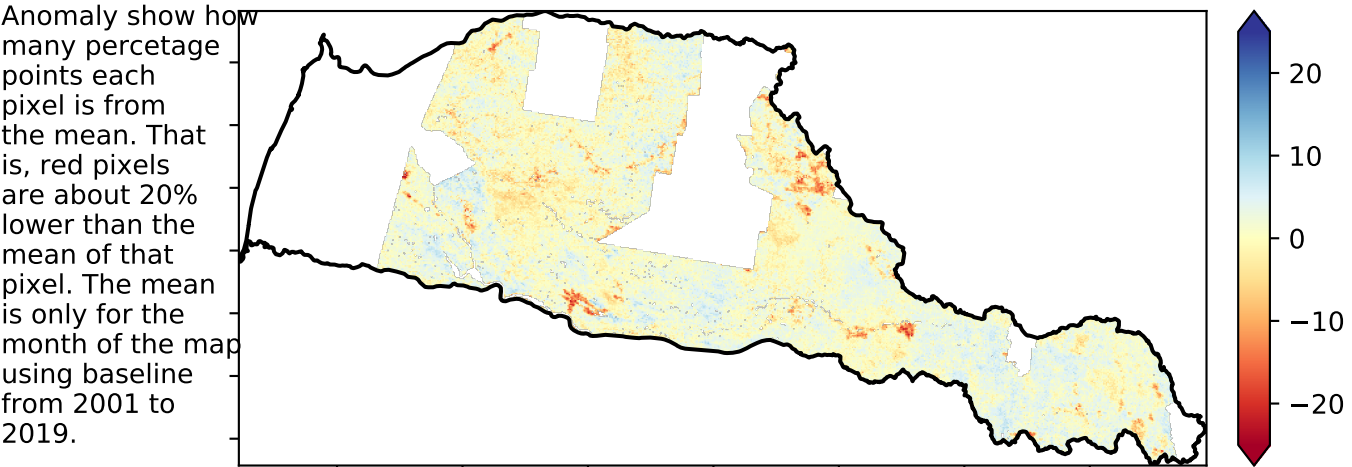 Anomaly show how
many percetage
points each
pixel is from
the mean. That
is, red pixels
are about 20%
lower than the
mean of that
pixel. The mean
is only for the
month of the map
using baseline
from 2001 to
2019.
20
10
0
−10
−20